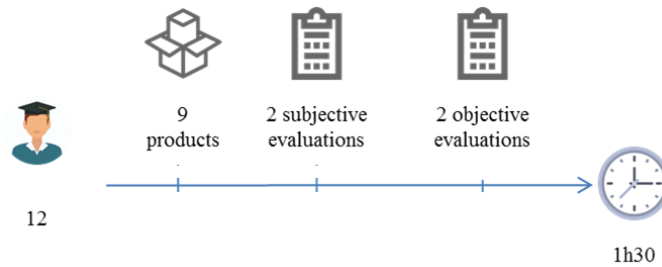 9
products
2 subjective
evaluations
2 objective
evaluations
12
1h30